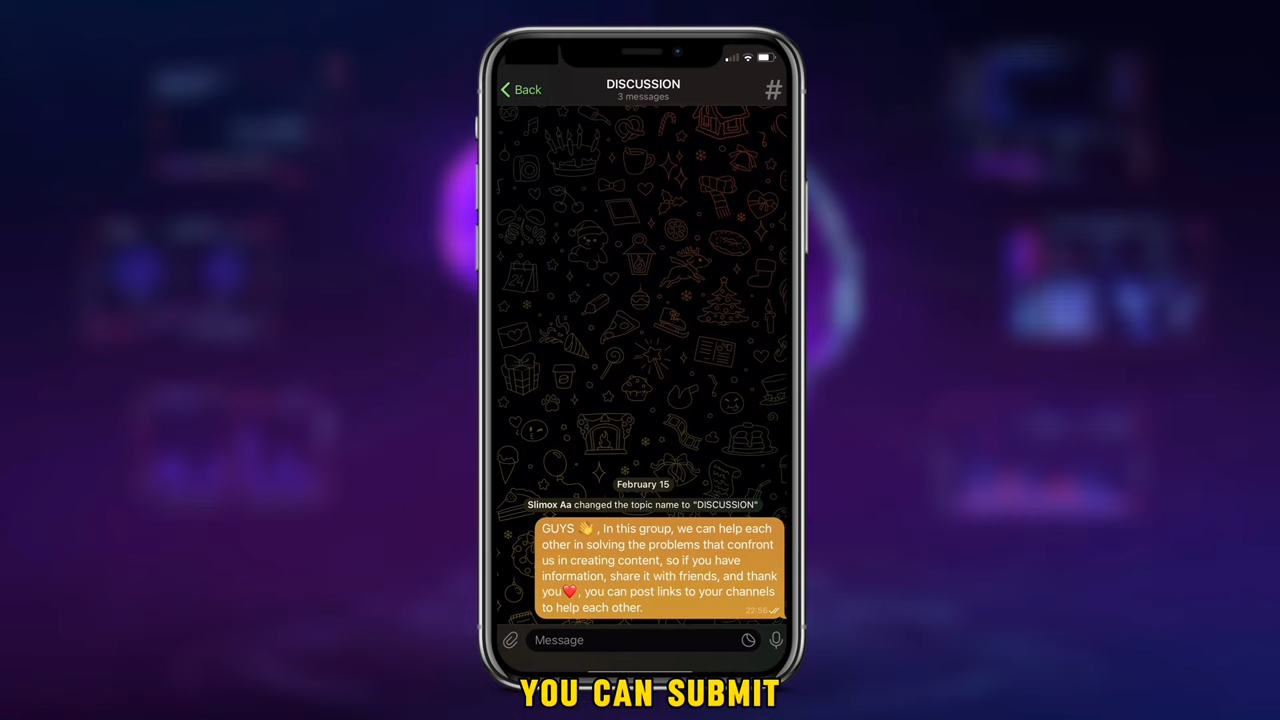 Back
DISCUSSION
3 messages
#
24
February 15
Slimox Aa changed the topic name to "DISCUSSION"
GUYS 👋, In this group, we can help each
other in solving the problems that confront
us in creating content, so if you have
information, share it with friends, and thank
you❤️, you can post links to your channels
to help each other.
22:56
Message
YOU CAN SUBMIT